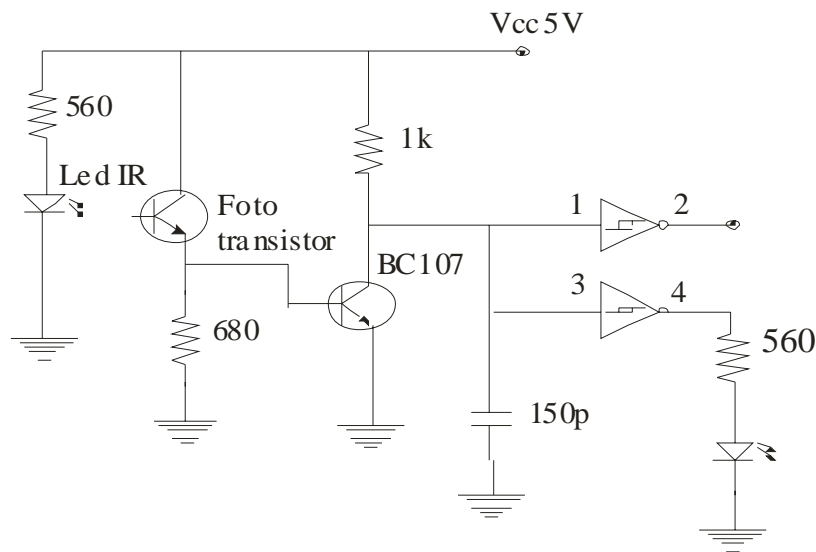 Vcc 5V
560
1k
Led IR
Foto
transistor
1
2
BC107
3
4
680
560
150p